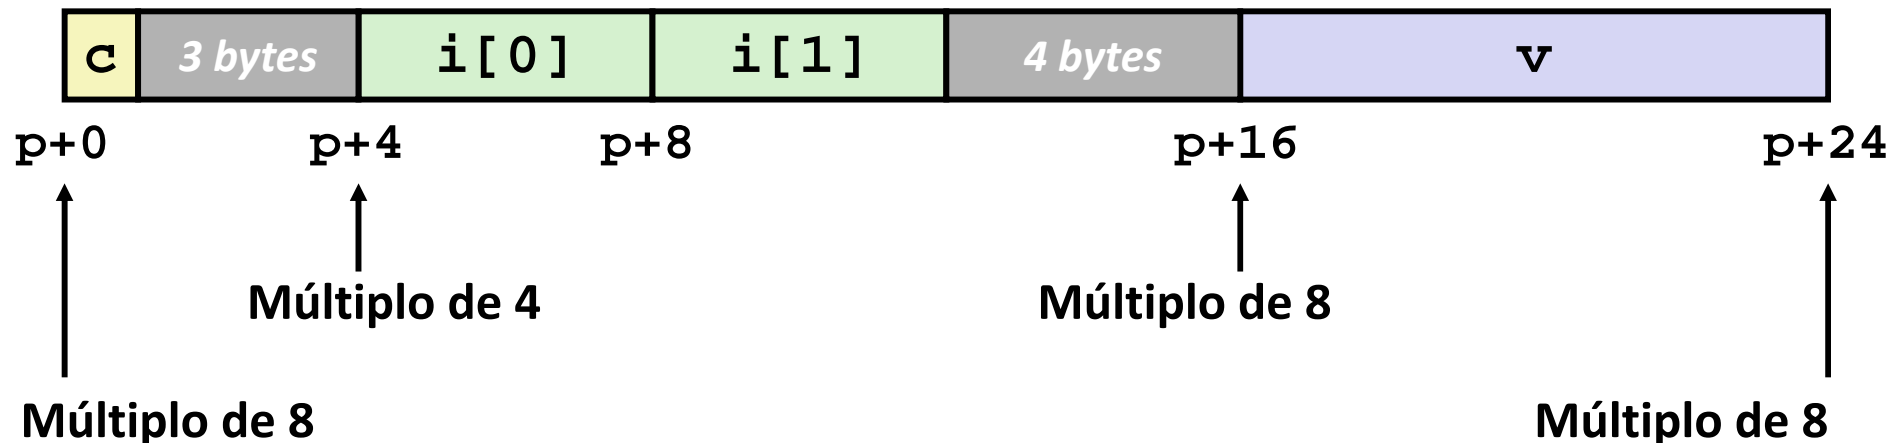 c 3 bytes i[0] i[1] 4 bytes v
p+0 p+4 p+8 p+16 p+24
Múltiplo de 4 Múltiplo de 8
Múltiplo de 8 Múltiplo de 8